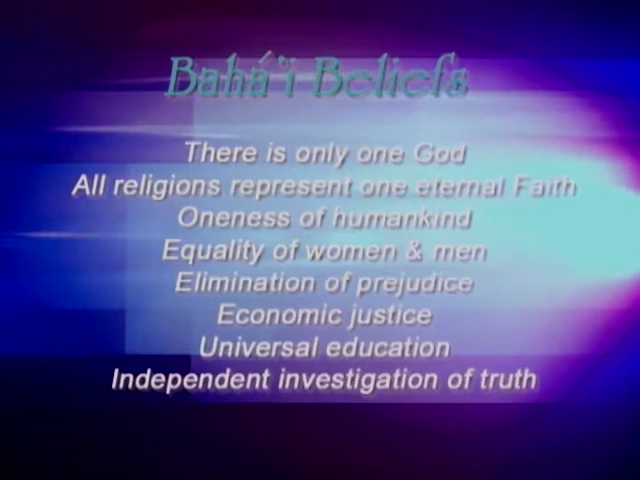 Bahá'i Beliefs
There is only one God
All religions represent one eternal Faith
Oneness of humankind
Equality of women & men
Elimination of prejudice
Economic justice
Universal education
Independent investigation of truth